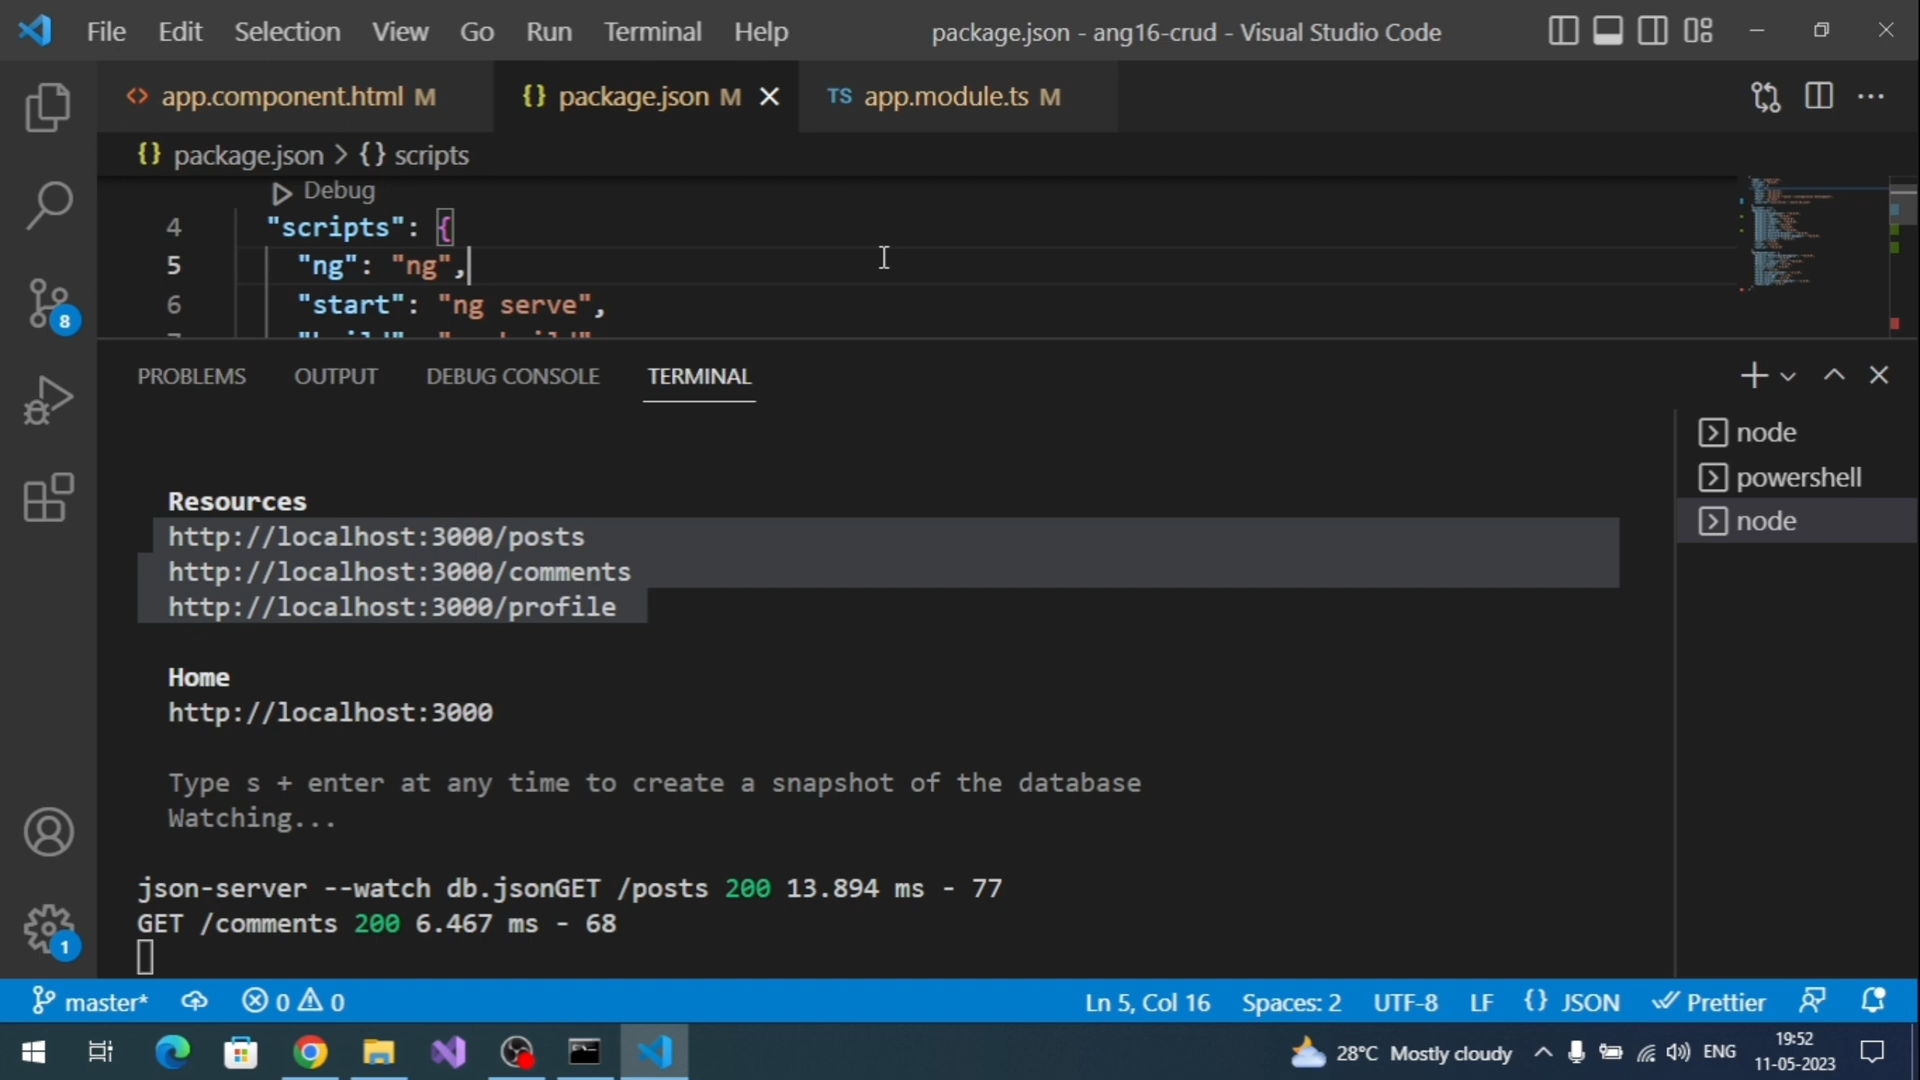 File Edit Selection View Go Run Terminal Help package.json - ang16-crud - Visual Studio Code
app.component.html M {} package.json M TS app.module.ts M
{} package.json > {} scripts
Debug
4 "scripts": {
5 "ng": "ng",
6 "start": "ng serve",
PROBLEMS OUTPUT DEBUG CONSOLE TERMINAL
node
powershell
node
Resources
http://localhost:3000/posts
http://localhost:3000/comments
http://localhost:3000/profile
Home
http://localhost:3000
Type s + enter at any time to create a snapshot of the database
Watching...
json-server --watch db.jsonGET /posts 200 13.894 ms - 77
GET /comments 200 6.467 ms - 68
8
1
master* 0 0 Ln 5, Col 16 Spaces: 2 UTF-8 LF {} JSON Prettier
28°C Mostly cloudy ENG 19:52
11-05-2023